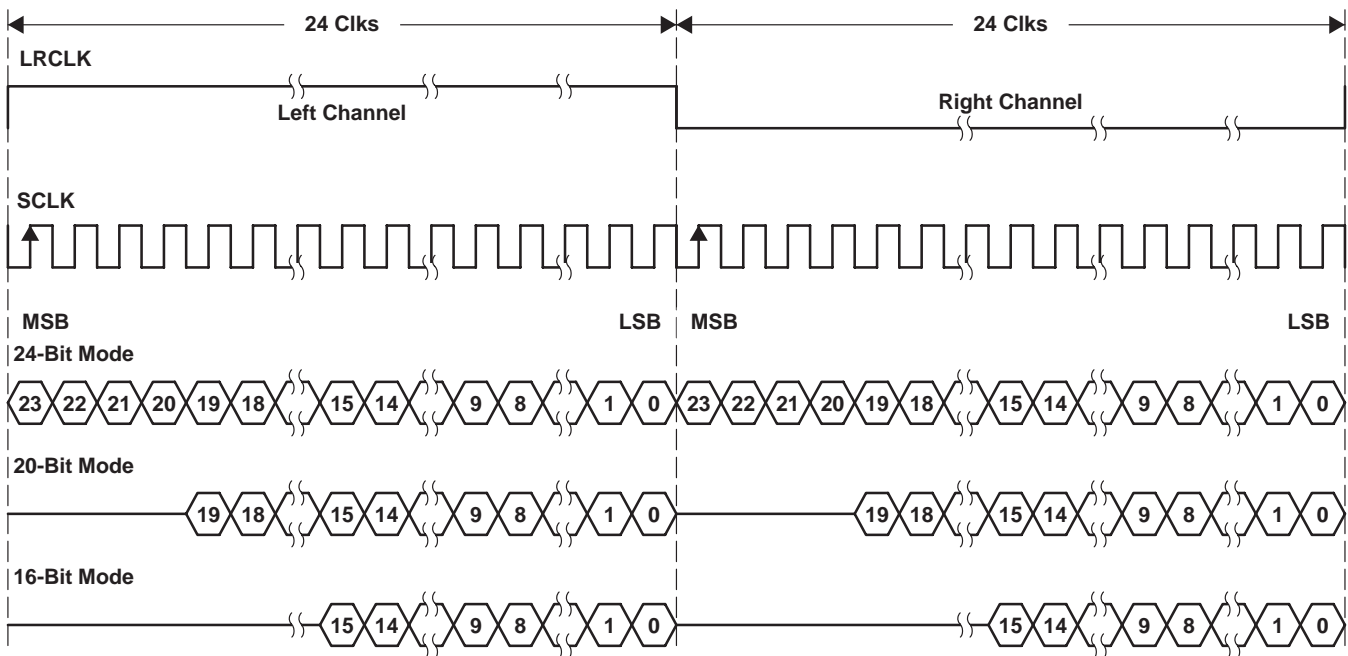 24 Clks 24 Clks
LRCLK
Left Channel Right Channel
SCLK
MSB LSB MSB LSB
24-Bit Mode
23 22 21 20 19 18 15 14 9 8 1 0 23 22 21 20 19 18 15 14 9 8 1 0
20-Bit Mode
19 18 15 14 9 8 1 0 19 18 15 14 9 8 1 0
16-Bit Mode
15 14 9 8 1 0 15 14 9 8 1 0